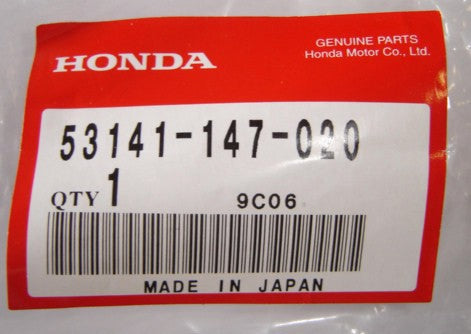 HONDA
GENUINE PARTS
Honda Motor Co., Ltd.
53141-147-020
QTY 1
9C06
MADE IN JAPAN